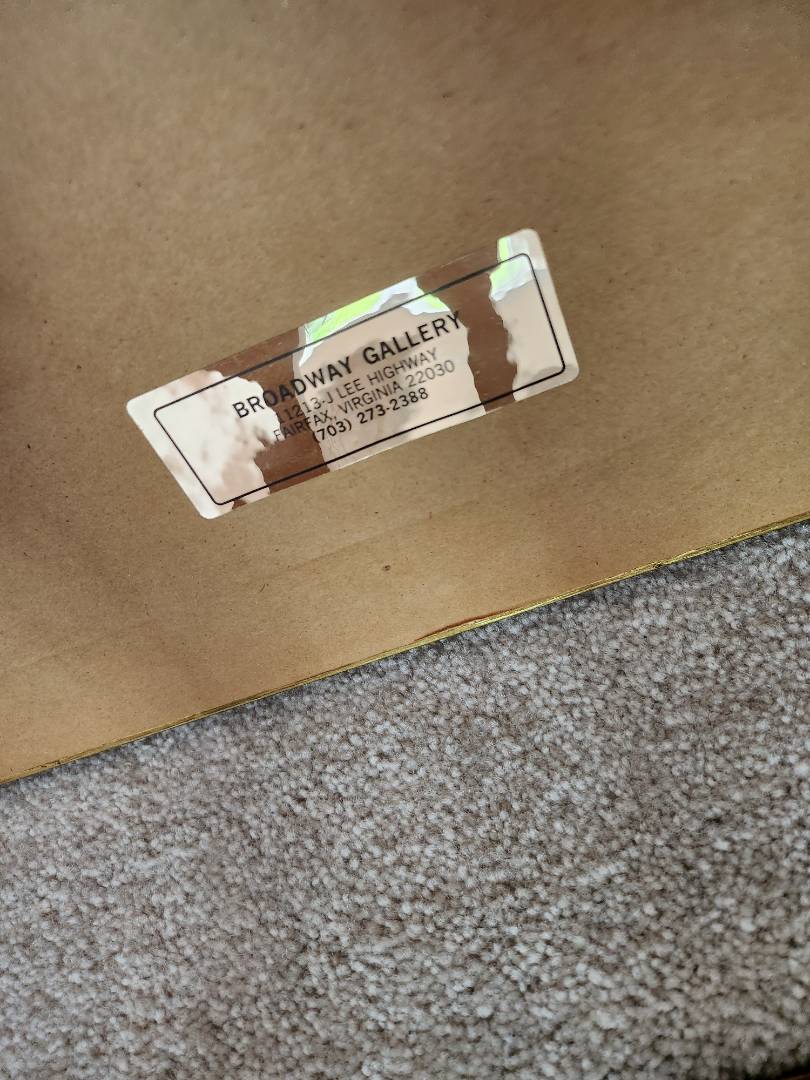 BROADWAY GALLERY
11213-J LEE HIGHWAY
FAIRFAX, VIRGINIA 22030
(703) 273-2388